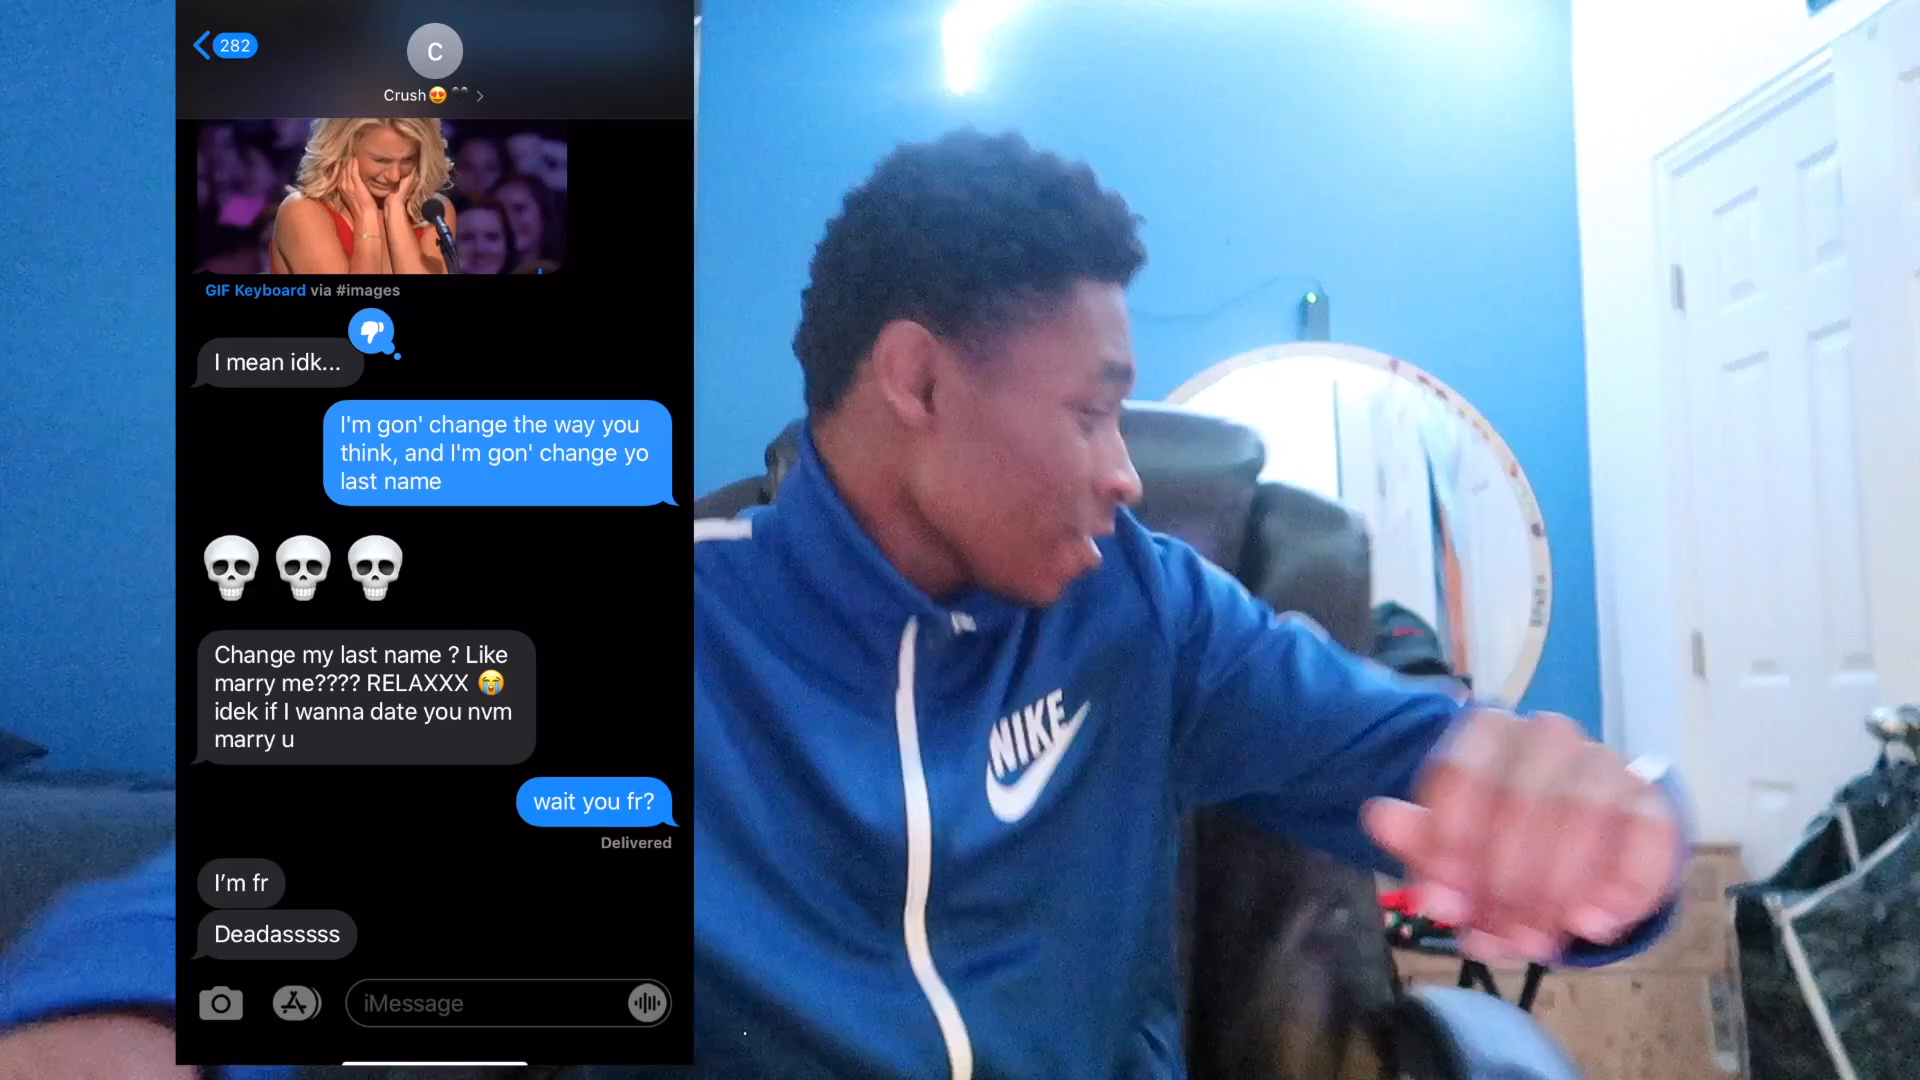 282
C
Crush😍🖤
GIF Keyboard via #images
I mean idk...
I'm gon' change the way you
think, and I'm gon' change yo
last name
💀💀💀
Change my last name ? Like
marry me???? RELAXXX 😭
idek if I wanna date you nvm
marry u
wait you fr?
Delivered
I'm fr
Deadasssss
iMessage
NIKE